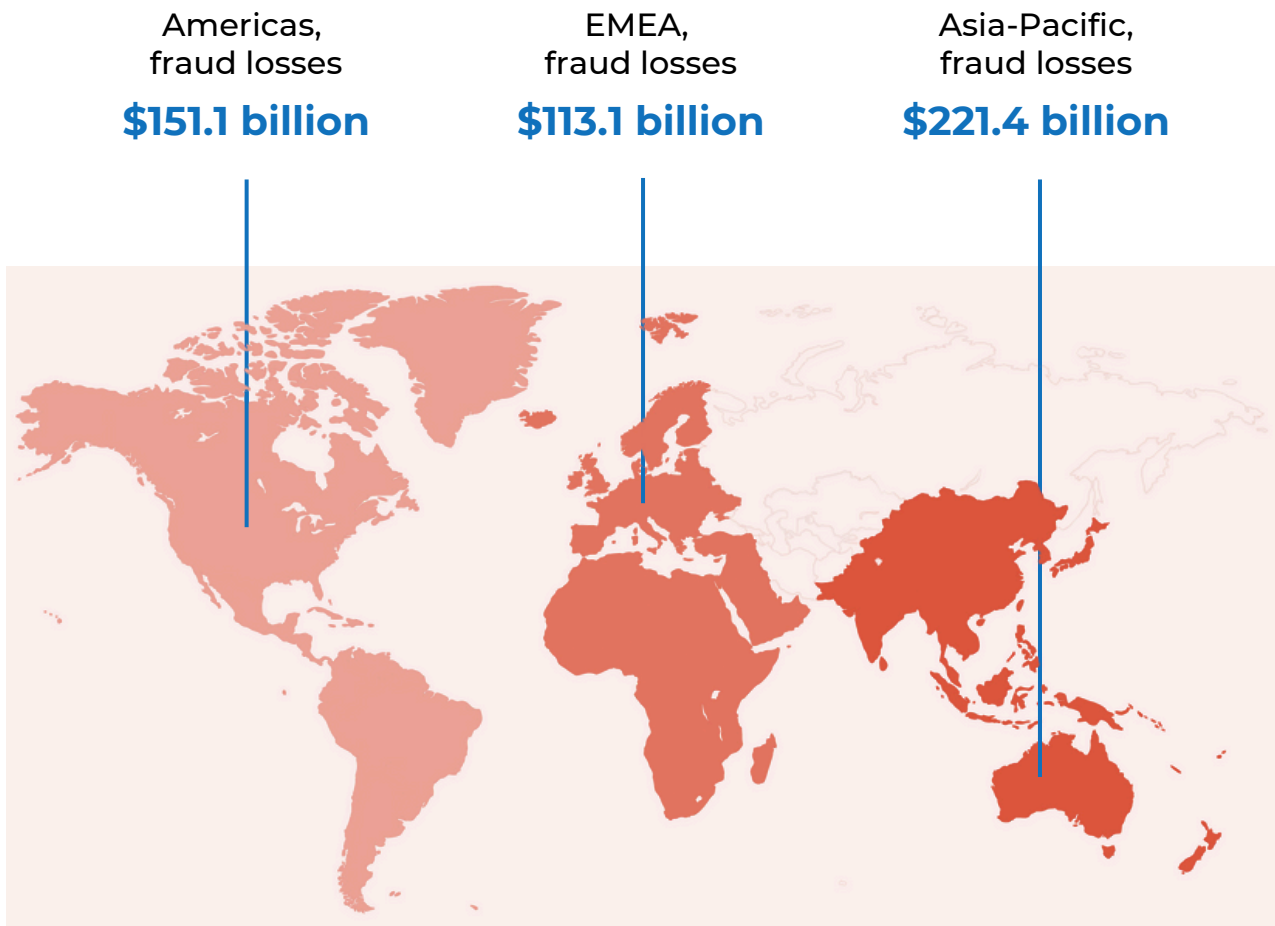 Americas,
fraud losses
$151.1 billion
EMEA,
fraud losses
$113.1 billion
Asia-Pacific,
fraud losses
$221.4 billion